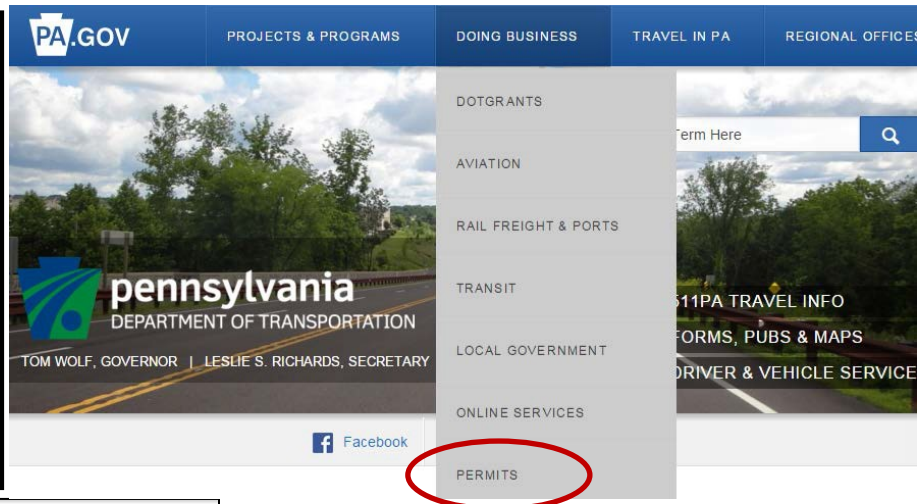 PA.GOV
PROJECTS & PROGRAMS
DOING BUSINESS
TRAVEL IN PA
REGIONAL OFFICES
DOTGRANTS
AVIATION
RAIL FREIGHT & PORTS
TRANSIT
LOCAL GOVERNMENT
ONLINE SERVICES
PERMITS
Term Here
pennsylvania
DEPARTMENT OF TRANSPORTATION
TOM WOLF, GOVERNOR | LESLIE S. RICHARDS, SECRETARY
511PA TRAVEL INFO
FORMS, PUBS & MAPS
DRIVER & VEHICLE SERVICE
Facebook